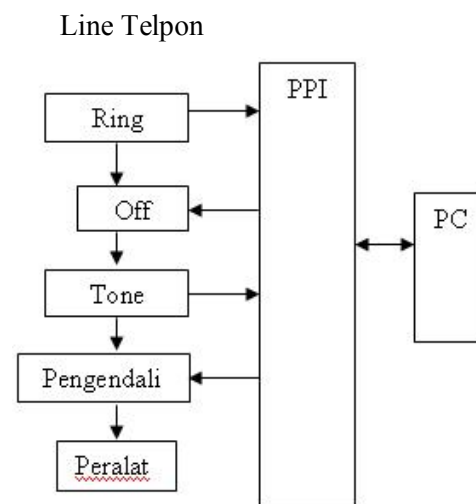 Line Telpon
PPI
Ring
Off
PC
Tone
Pengendali
Peralat